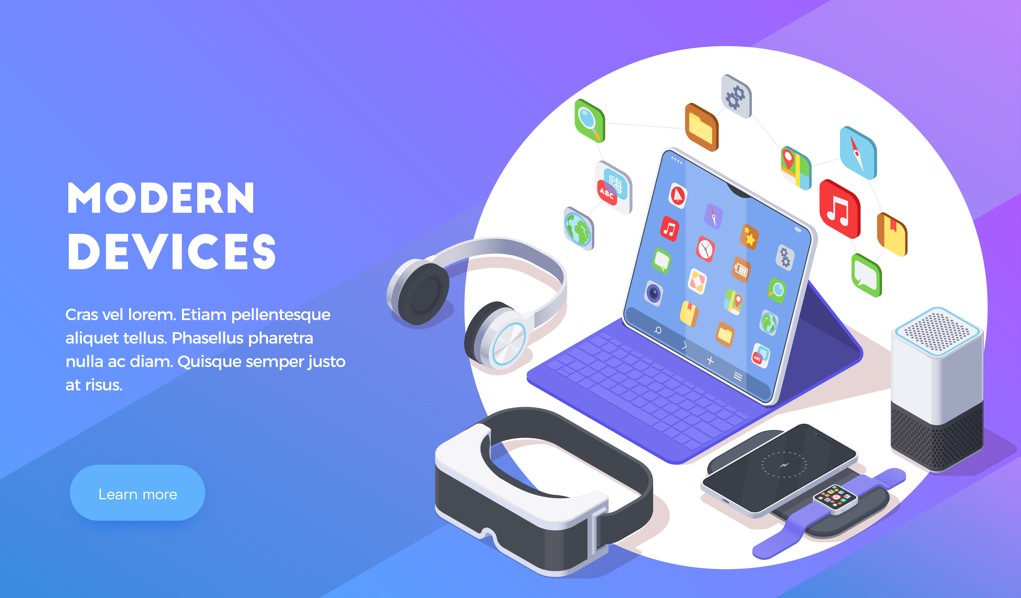 MODERN
DEVICES
Cras vel lorem. Etiam pellentesque
aliquet tellus. Phasellus pharetra
nulla ac diam. Quisque semper justo
at risus.
Learn more
ABC